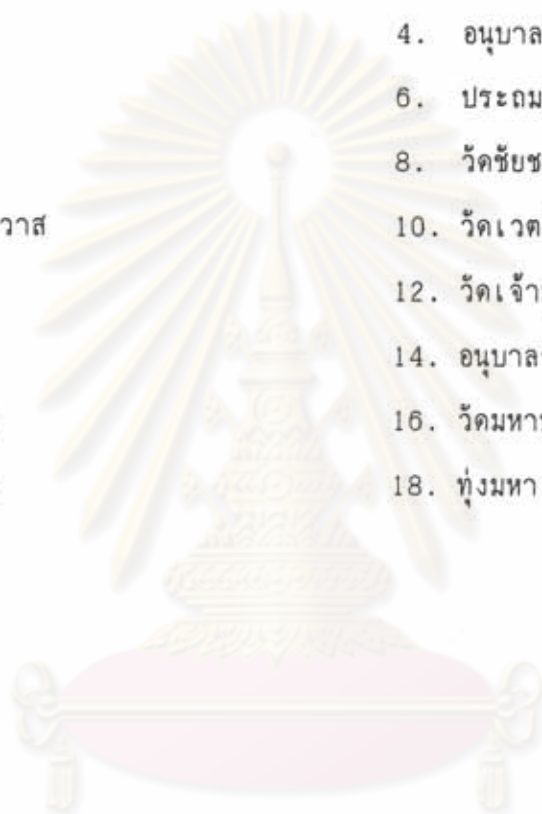 4. อนุบาล
6. ประถม
8. วัดชัยช
วาส 10. วัดเวต
12. วัดเจ้า
14. อนุบาล
16. วัดมหา
18. ทุ่งมหา